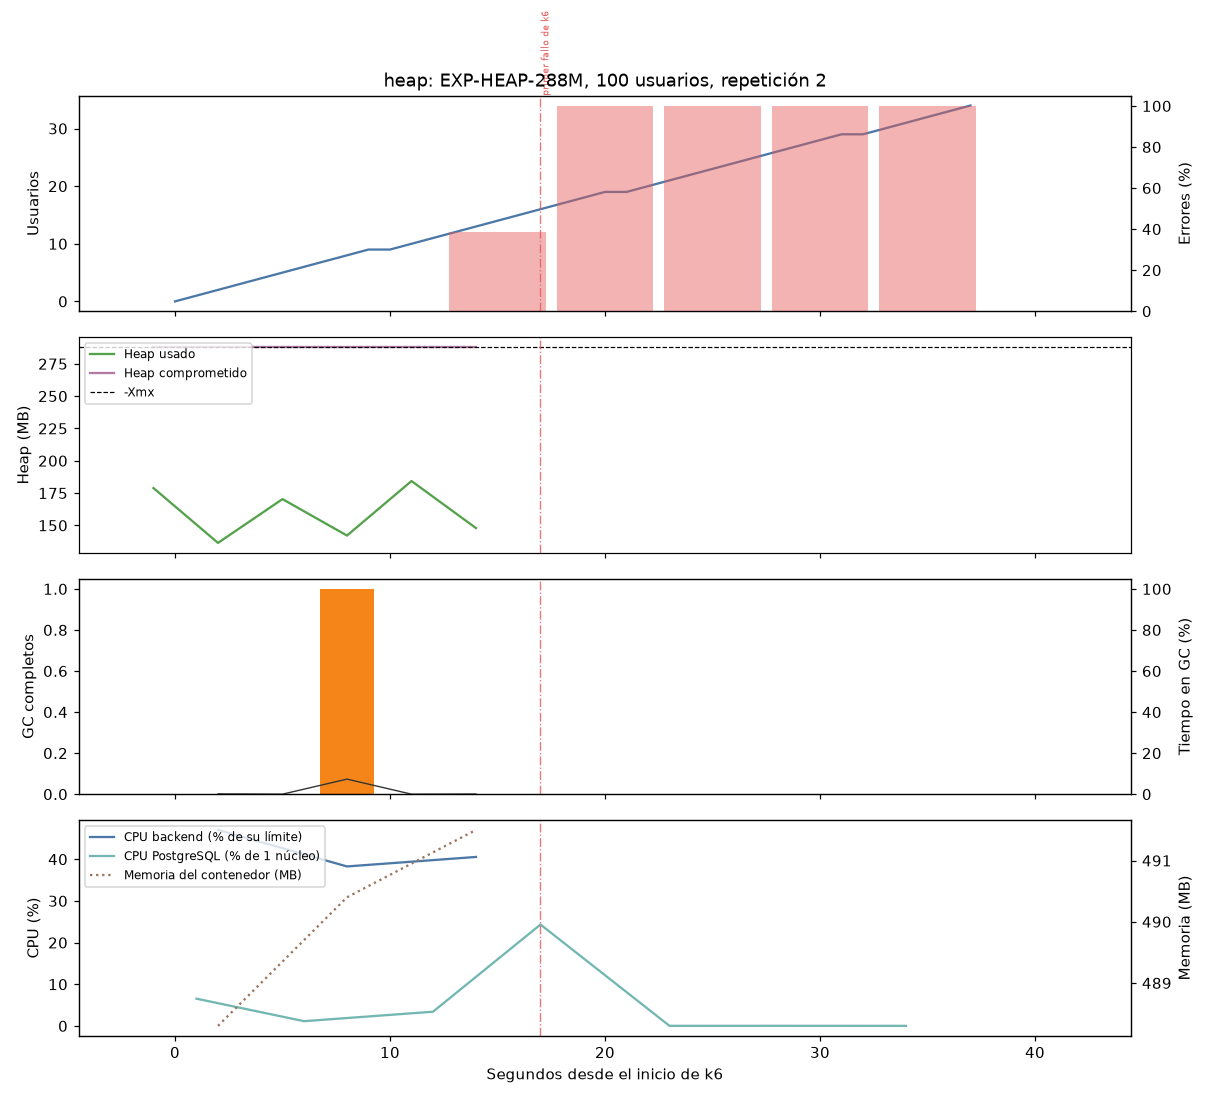 primer fallo de k6
heap: EXP-HEAP-288M, 100 usuarios, repetición 2
Usuarios
30
20
10
0
Errores (%)
100
80
60
40
20
0
Heap (MB)
275
250
225
200
175
150
Heap usado
Heap comprometido
-Xmx
GC completos
1.0
0.8
0.6
0.4
0.2
0.0
Tiempo en GC (%)
100
80
60
40
20
0
CPU (%)
40
30
20
10
0
CPU backend (% de su límite)
CPU PostgreSQL (% de 1 núcleo)
Memoria del contenedor (MB)
Memoria (MB)
491
490
489
0
10
20
30
40
Segundos desde el inicio de k6